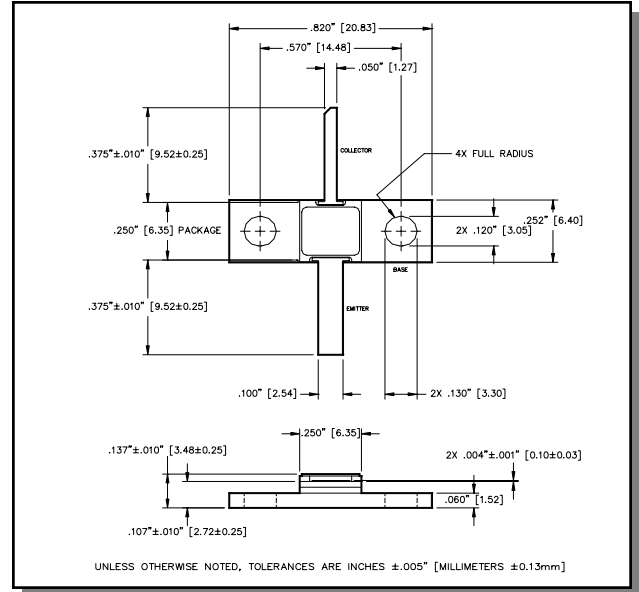 .820" [20.83]
.570" [14.48]
.050" [1.27]
.375"±.010" [9.52±0.25]
COLLECTOR
4X FULL RADIUS
.250" [6.35] PACKAGE
2X .120" [3.05]
.252" [6.40]
BASE
.375"±.010" [9.52±0.25]
EMITTER
.100" [2.54]
2X .130" [3.30]
.250" [6.35]
.137"±.010" [3.48±0.25]
2X .004"±.001" [0.10±0.03]
.060" [1.52]
.107"±.010" [2.72±0.25]
UNLESS OTHERWISE NOTED, TOLERANCES ARE INCHES ±.005" [MILLIMETERS ±0.13mm]